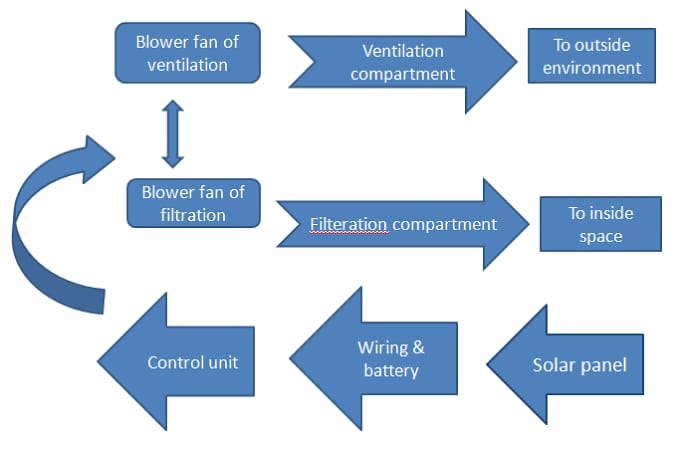 Blower fan of
ventilation
Ventilation
compartment
To outside
environment
Blower fan of
filtration
Filteration compartment
To inside
space
Control unit
Wiring &
battery
Solar panel